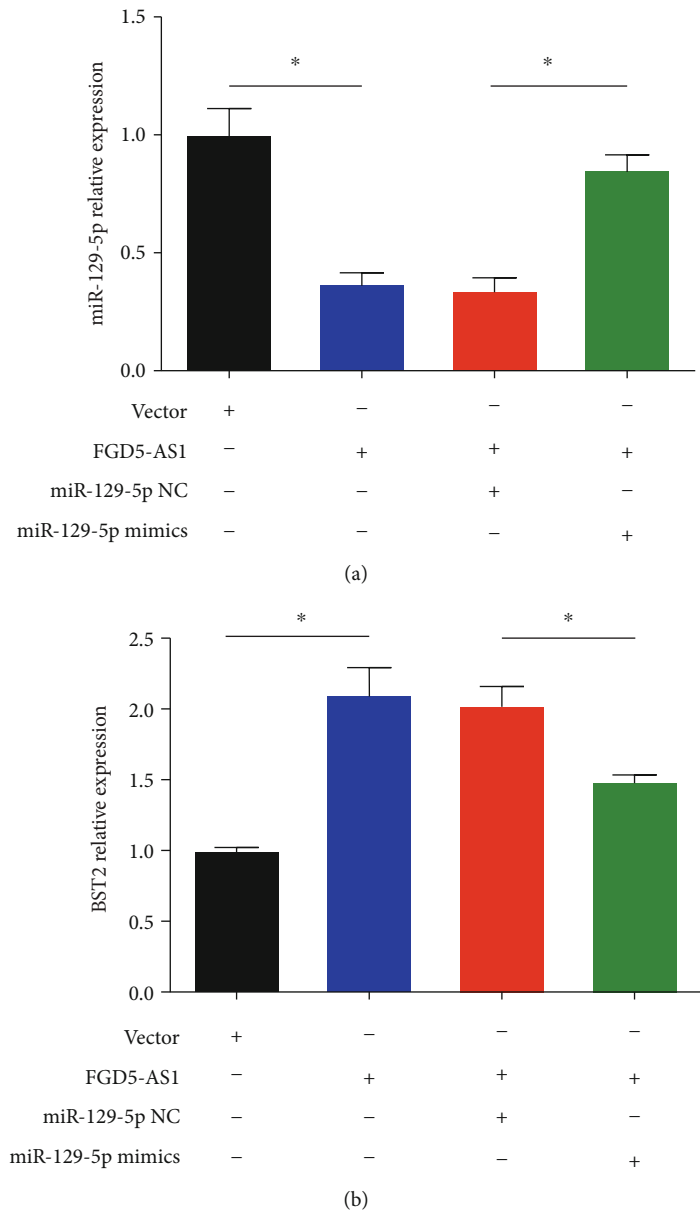 1.5
* *
1.0
0.5
0.0
miR-129-5p relative expression
Vector + – – –
FGD5-AS1 – + + +
miR-129-5p NC – – + –
miR-129-5p mimics – – – +
(a)
* *
2.5
2.0
1.5
1.0
0.5
0.0
BST2 relative expression
Vector + – – –
FGD5-AS1 – + + +
miR-129-5p NC – – + –
miR-129-5p mimics – – – +
(b)